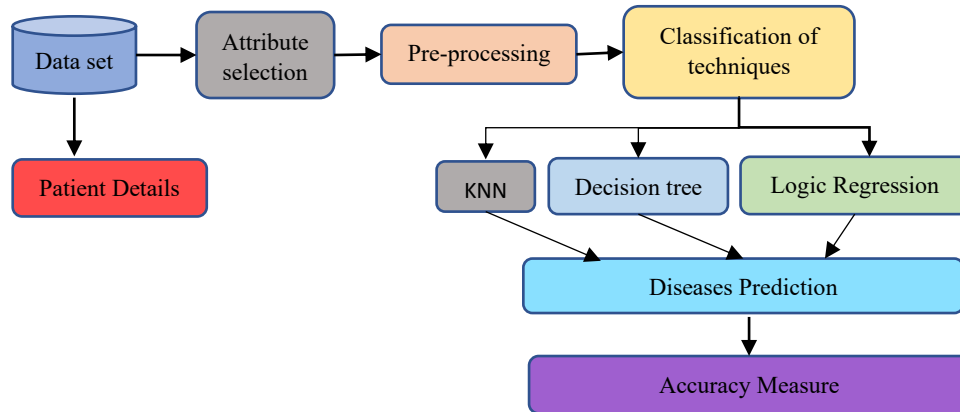 Data set
Attribute
selection
Pre-processing
Classification of
techniques
Patient Details
KNN
Decision tree
Logic Regression
Diseases Prediction
Accuracy Measure